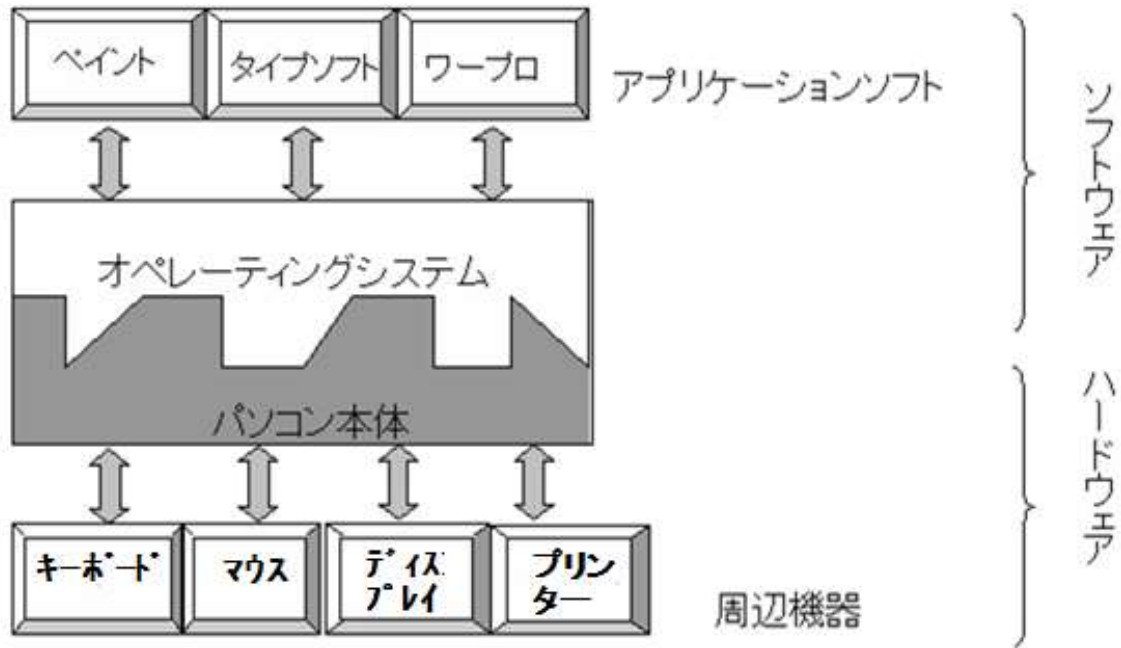 ペイント
タイプソフト
ワープロ
アプリケーションソフト
ソフトウェア
オペレーティングシステム
パソコン本体
ハードウェア
キーボード
マウス
ディス
プレイ
プリン
ター
周辺機器